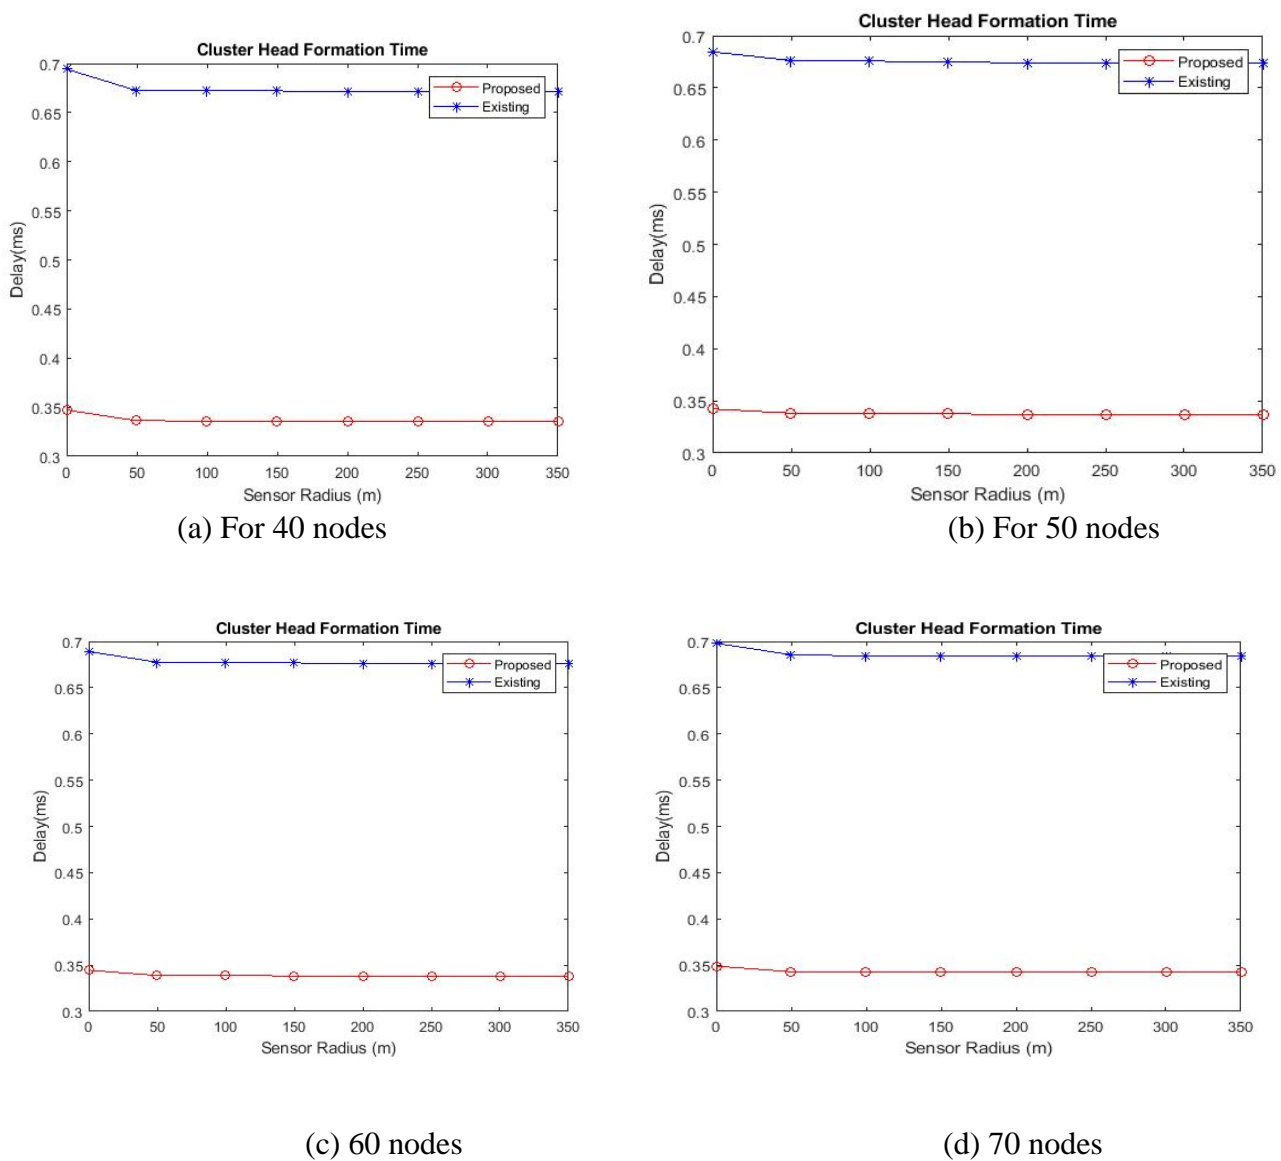 Cluster Head Formation Time
0.7
0.65
0.6
0.55
0.5
0.45
0.4
0.35
0.3
Delay(ms)
Proposed
Existing
0 50 100 150 200 250 300 350
Sensor Radius (m)
(a) For 40 nodes
Cluster Head Formation Time
0.7
0.65
0.6
0.55
0.5
0.45
0.4
0.35
0.3
Delay(ms)
Proposed
Existing
0 50 100 150 200 250 300 350
Sensor Radius (m)
(b) For 50 nodes
Cluster Head Formation Time
0.7
0.65
0.6
0.55
0.5
0.45
0.4
0.35
0.3
Delay(ms)
Proposed
Existing
0 50 100 150 200 250 300 350
Sensor Radius (m)
(c) 60 nodes
Cluster Head Formation Time
0.7
0.65
0.6
0.55
0.5
0.45
0.4
0.35
0.3
Delay(ms)
Proposed
Existing
0 50 100 150 200 250 300 350
Sensor Radius (m)
(d) 70 nodes